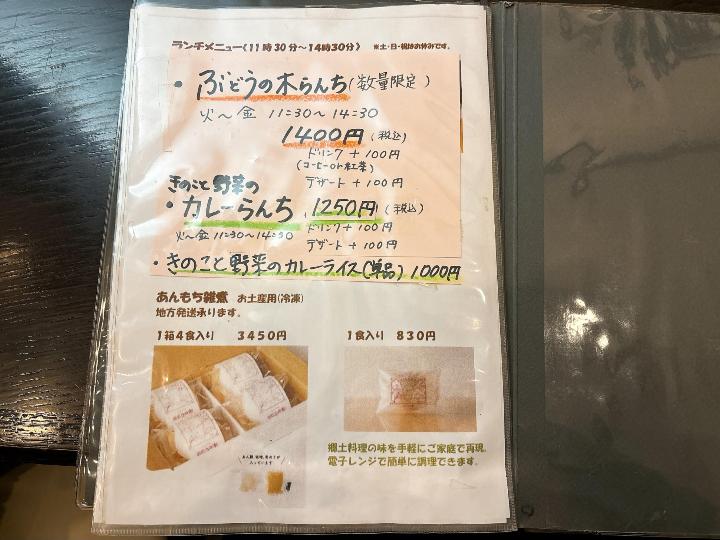 ランチメニュー(11時30分～14時30分) ※土・日・祝はお休みです。
・ぶどうの木らんち(数量限定)
火～金 11:30～14:30
1400円(税込)
ドリンク+100円
(コーヒーor紅茶)
デザート+100円
きのこと野菜の
・カレーらんち 1250円(税込)
火～金 11:30～14:30 ドリンク+100円
デザート+100円
・きのこと野菜のカレーライス(単品) 1000円
あんもち雑煮 お土産用(冷凍)
地方発送承ります。
1箱4食入り 3450円
1食入り 830円
郷土料理の味を手軽にご家庭で再現。
電子レンジで簡単に調理できます。